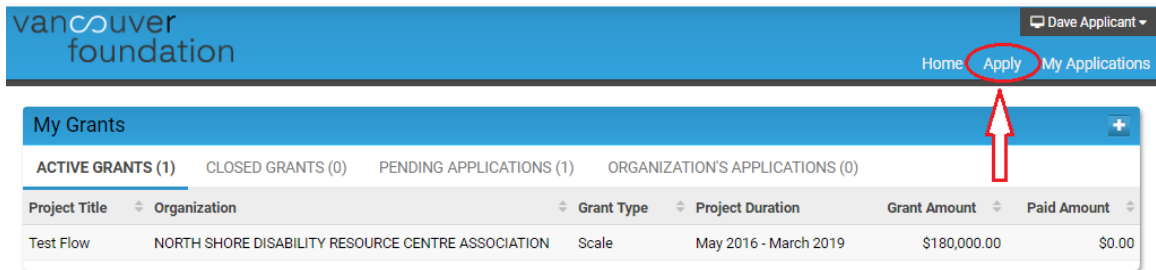 vancouver
foundation
Dave Applicant
Home Apply My Applications
My Grants
ACTIVE GRANTS (1) CLOSED GRANTS (0) PENDING APPLICATIONS (1) ORGANIZATION'S APPLICATIONS (0)
Project Title Organization Grant Type Project Duration Grant Amount Paid Amount
Test Flow NORTH SHORE DISABILITY RESOURCE CENTRE ASSOCIATION Scale May 2016 - March 2019 $180,000.00 $0.00